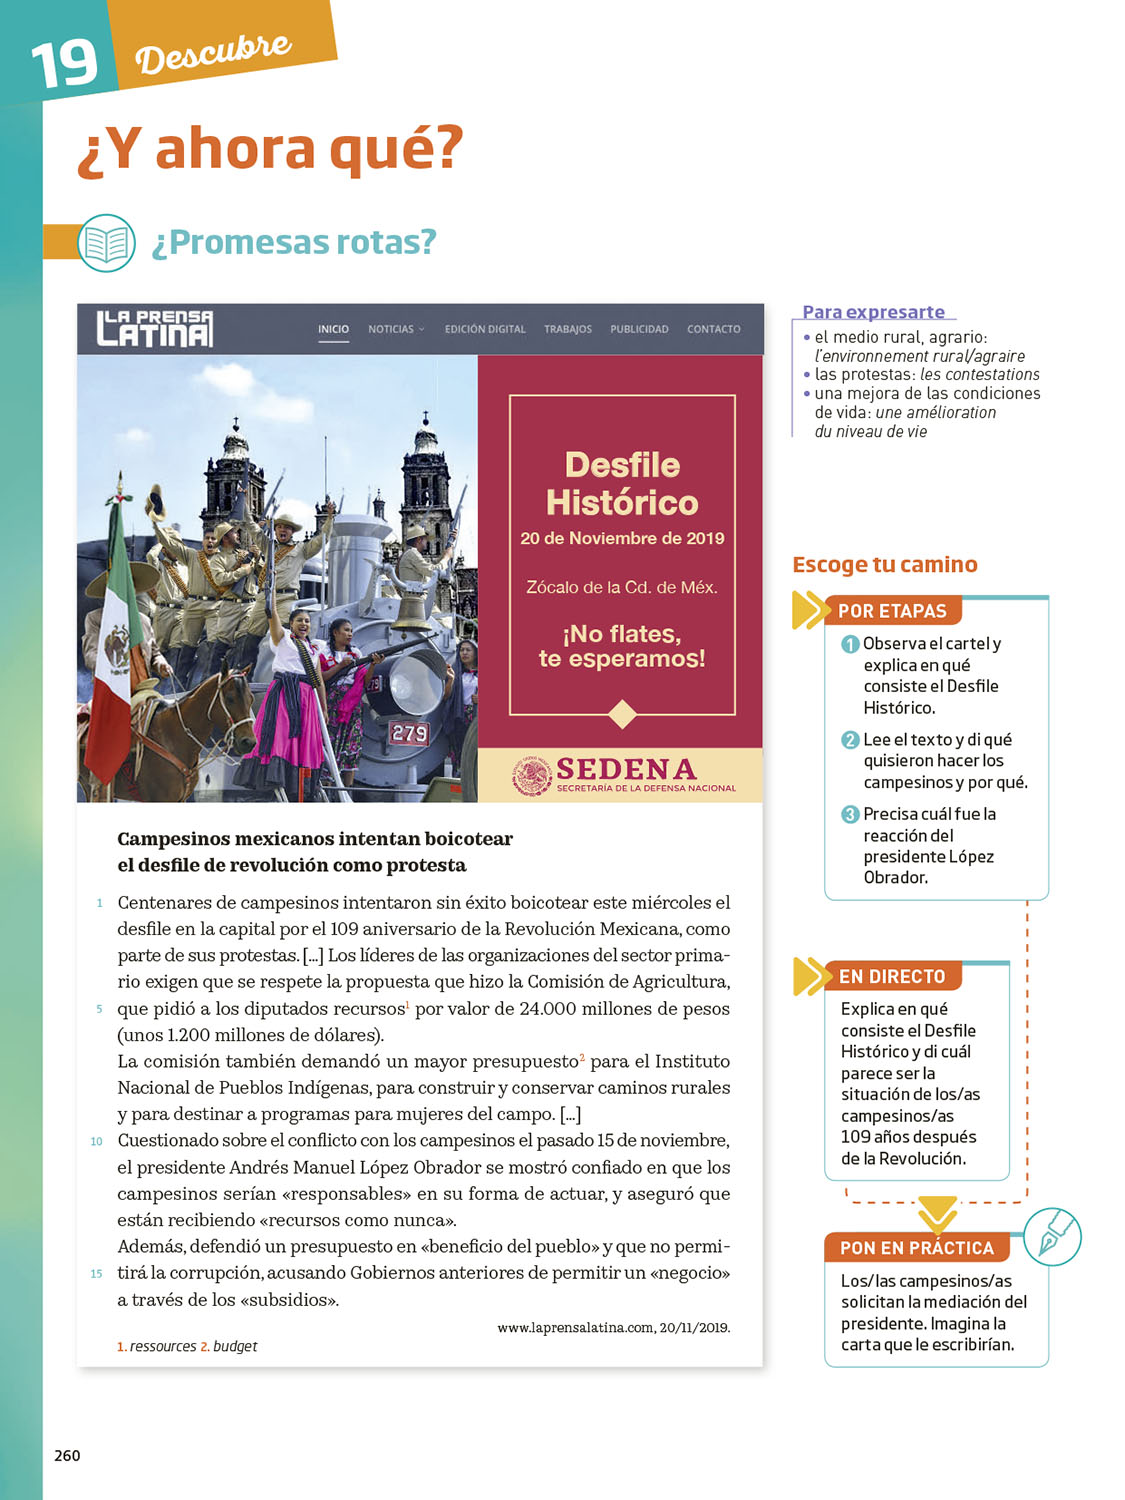 19
Descubre
¿Y ahora qué?
¿Promesas rotas?
LA PRENSA
LATINA
INICIO NOTICIAS EDICIÓN DIGITAL TRABAJOS PUBLICIDAD CONTACTO
279
Desfile
Histórico
20 de Noviembre de 2019
Zócalo de la Cd. de Méx.
¡No flates,
te esperamos!
SEDENA
SECRETARÍA DE LA DEFENSA NACIONAL
Campesinos mexicanos intentan boicotear
el desfile de revolución como protesta
1 Centenares de campesinos intentaron sin éxito boicotear este miércoles el
desfile en la capital por el 109 aniversario de la Revolución Mexicana, como
parte de sus protestas. [...] Los líderes de las organizaciones del sector prima-
rio exigen que se respete la propuesta que hizo la Comisión de Agricultura,
5 que pidió a los diputados recursos1 por valor de 24.000 millones de pesos
(unos 1.200 millones de dólares).
La comisión también demandó un mayor presupuesto2 para el Instituto
Nacional de Pueblos Indígenas, para construir y conservar caminos rurales
y para destinar a programas para mujeres del campo. [...]
10 Cuestionado sobre el conflicto con los campesinos el pasado 15 de noviembre,
el presidente Andrés Manuel López Obrador se mostró confiado en que los
campesinos serían «responsables» en su forma de actuar, y aseguró que
están recibiendo «recursos como nunca».
Además, defendió un presupuesto en «beneficio del pueblo» y que no permi-
15 tirá la corrupción, acusando Gobiernos anteriores de permitir un «negocio»
a través de los «subsidios».
www.laprensalatina.com, 20/11/2019.
1. ressources 2. budget
Para expresarte
• el medio rural, agrario:
l'environnement rural/agraire
• las protestas: les contestations
• una mejora de las condiciones
de vida: une amélioration
du niveau de vie
Escoge tu camino
POR ETAPAS
1 Observa el cartel y
explica en qué
consiste el Desfile
Histórico.
2 Lee el texto y di qué
quisieron hacer los
campesinos y por qué.
3 Precisa cuál fue la
reacción del
presidente López
Obrador.
EN DIRECTO
Explica en qué
consiste el Desfile
Histórico y di cuál
parece ser la
situación de los/as
campesinos/as
109 años después
de la Revolución.
PON EN PRÁCTICA
Los/las campesinos/as
solicitan la mediación del
presidente. Imagina la
carta que le escribirían.
260